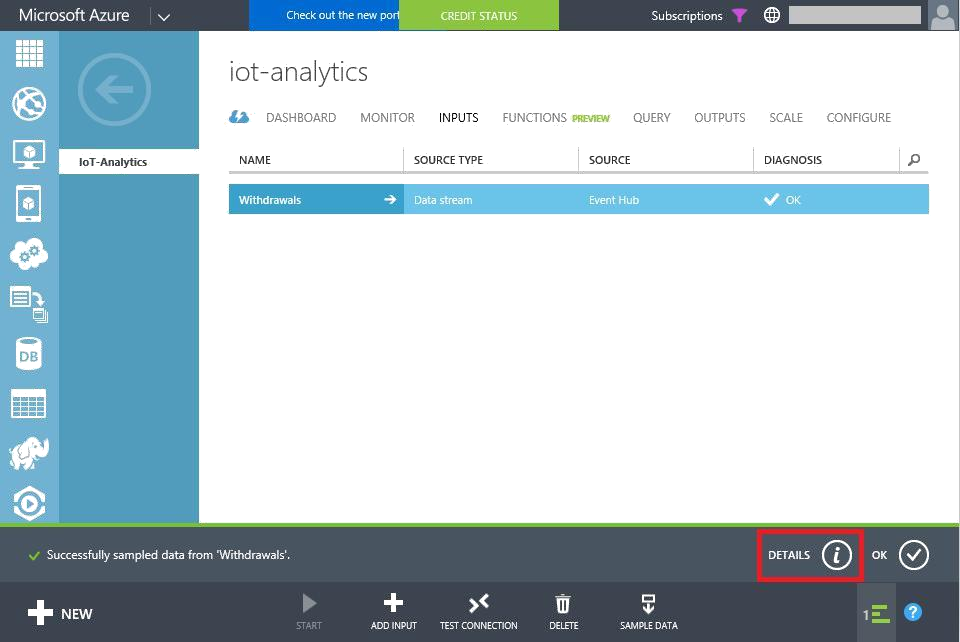 Microsoft Azure
Check out the new port
CREDIT STATUS
Subscriptions
IoT-Analytics
iot-analytics
DASHBOARD MONITOR INPUTS FUNCTIONS PREVIEW QUERY OUTPUTS SCALE CONFIGURE
NAME SOURCE TYPE SOURCE DIAGNOSIS
Withdrawals Data stream Event Hub OK
DB
Successfully sampled data from 'Withdrawals'.
DETAILS i OK
NEW
START ADD INPUT TEST CONNECTION DELETE SAMPLE DATA
1 ?